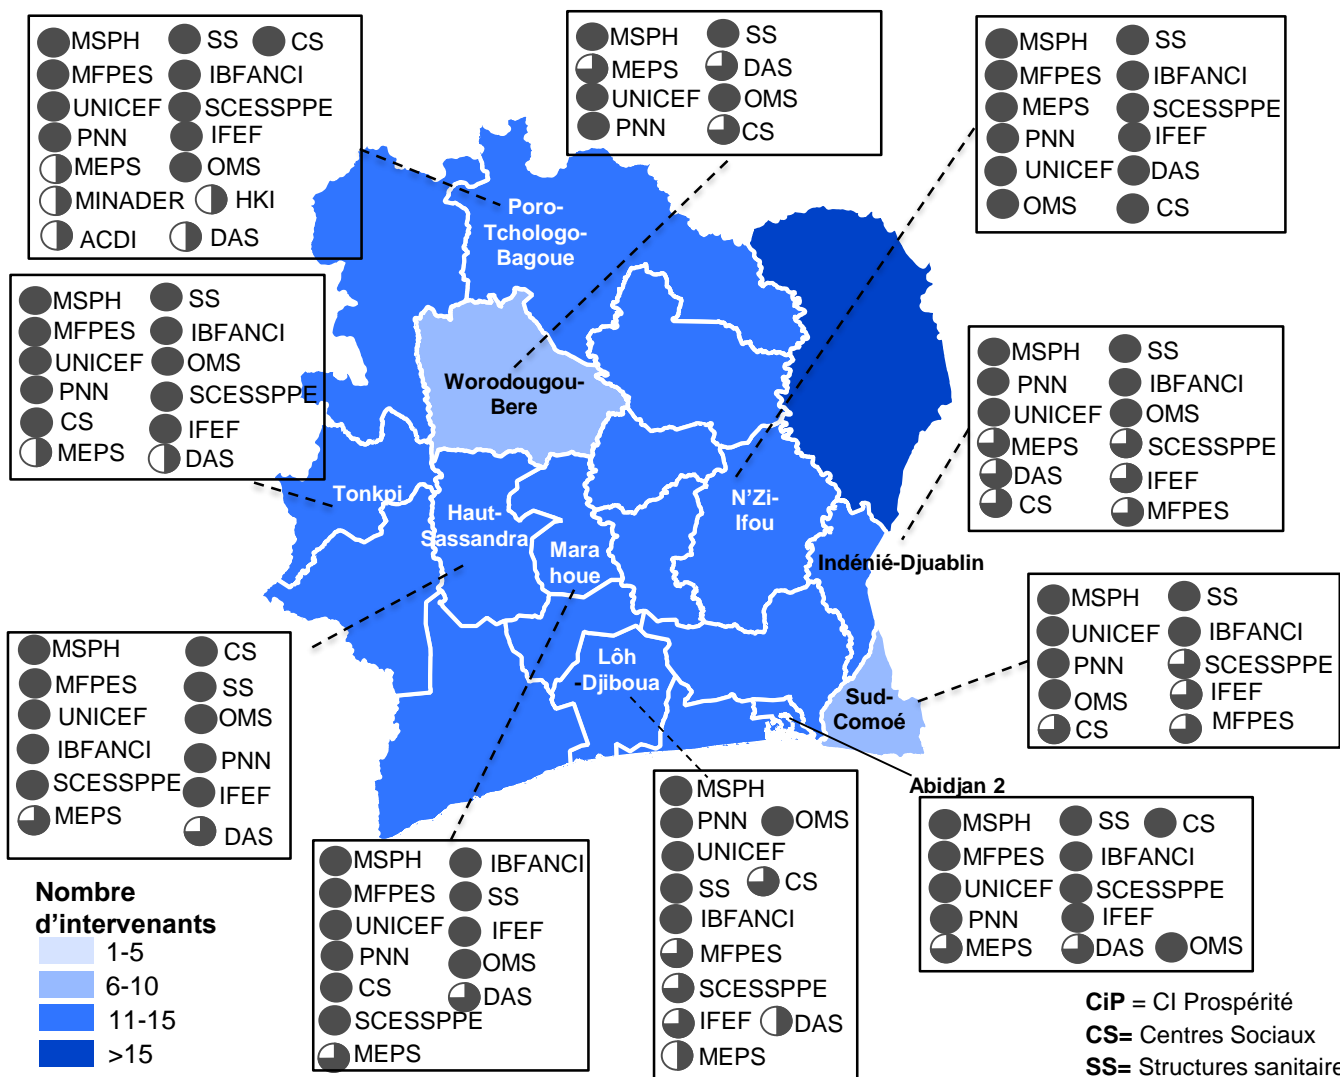 MSPH SS CS
MFPES IBFANCI
UNICEF SCESSPPE
PNN IFEF
MEPS OMS
MINADER HKI
ACDI DAS
MSPH SS
MEPS DAS
UNICEF OMS
PNN CS
MSPH SS
MFPES IBFANCI
MEPS SCESSPPE
PNN IFEF
UNICEF DAS
OMS CS
MSPH SS
MFPES IBFANCI
UNICEF OMS
PNN SCESSPPE
CS IFEF
MEPS DAS
MSPH SS
PNN IBFANCI
UNICEF OMS
MEPS SCESSPPE
DAS IFEF
CS MFPES
Poro-
Tchologo-
Bagoue
Worodougou-
Bere
Tonkpi
Haut-
Sassandra
Mara
houe
N'Zi-
Ifou
Indénié-Djuablin
Lôh
-Djiboua
Sud-
Comoé
Abidjan 2
MSPH SS
UNICEF IBFANCI
PNN SCESSPPE
OMS IFEF
CS MFPES
MSPH CS
MFPES SS
UNICEF OMS
IBFANCI PNN
SCESSPPE IFEF
MEPS DAS
MSPH IBFANCI
MFPES SS
UNICEF IFEF
PNN OMS
CS DAS
SCESSPPE
MEPS
MSPH
PNN OMS
UNICEF
SS CS
IBFANCI
MFPES
SCESSPPE
IFEF DAS
MEPS
MSPH SS CS
MFPES IBFANCI
UNICEF SCESSPPE
PNN IFEF
MEPS DAS OMS
Nombre
d'intervenants
1-5
6-10
11-15
>15
CiP = CI Prospérité
CS= Centres Sociaux
SS= Structures sanitaire